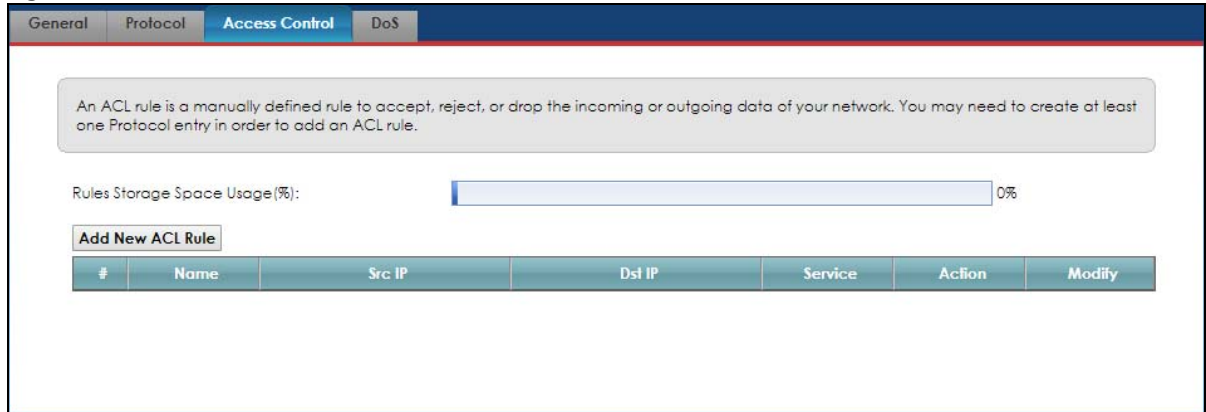 General Protocol Access Control DoS
An ACL rule is a manually defined rule to accept, reject, or drop the incoming or outgoing data of your network. You may need to create at least
one Protocol entry in order to add an ACL rule.
Rules Storage Space Usage(%): 0%
Add New ACL Rule
# Name Src IP Dst IP Service Action Modify